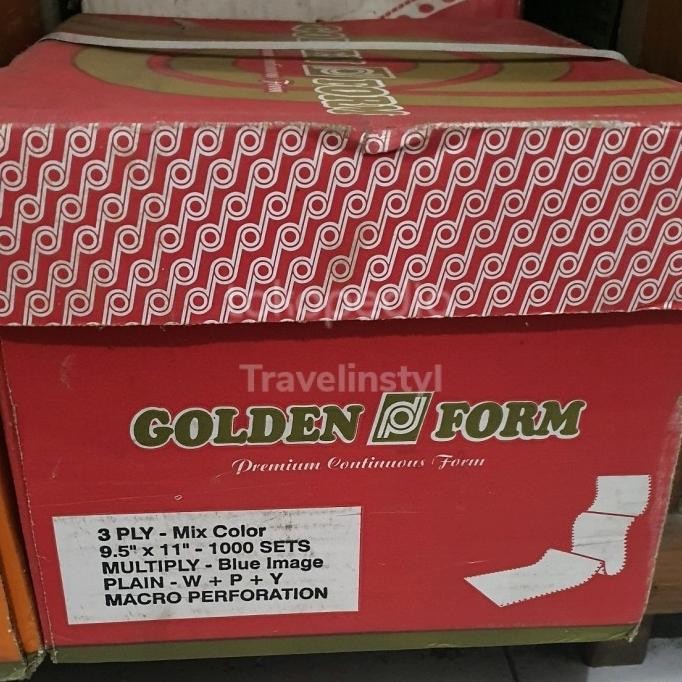 tokopedia
Travelinstyl
GOLDEN FORM
Premium Continuous Form
3 PLY - Mix Color
9.5" x 11" - 1000 SETS
MULTIPLY - Blue Image
PLAIN - W + P + Y
MACRO PERFORATION